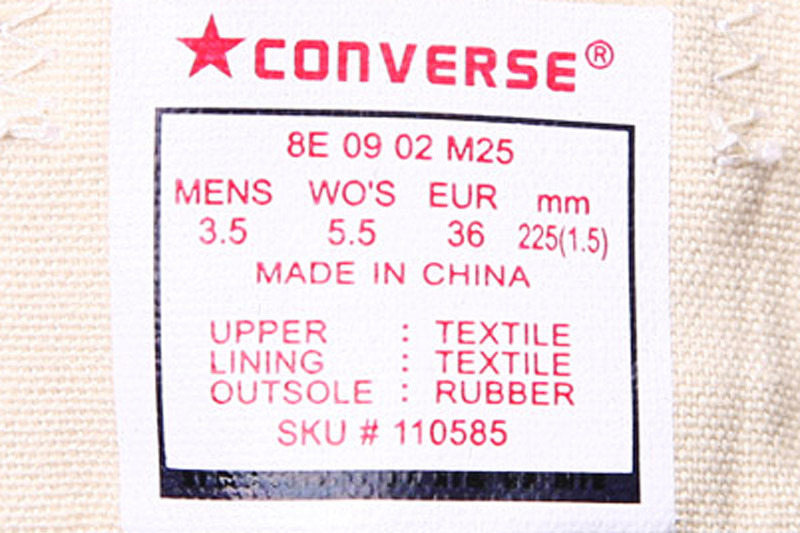 ★CONVERSE®
8E 09 02 M25
MENS WO'S EUR mm
3.5 5.5 36 225(1.5)
MADE IN CHINA
UPPER : TEXTILE
LINING : TEXTILE
OUTSOLE : RUBBER
SKU # 110585